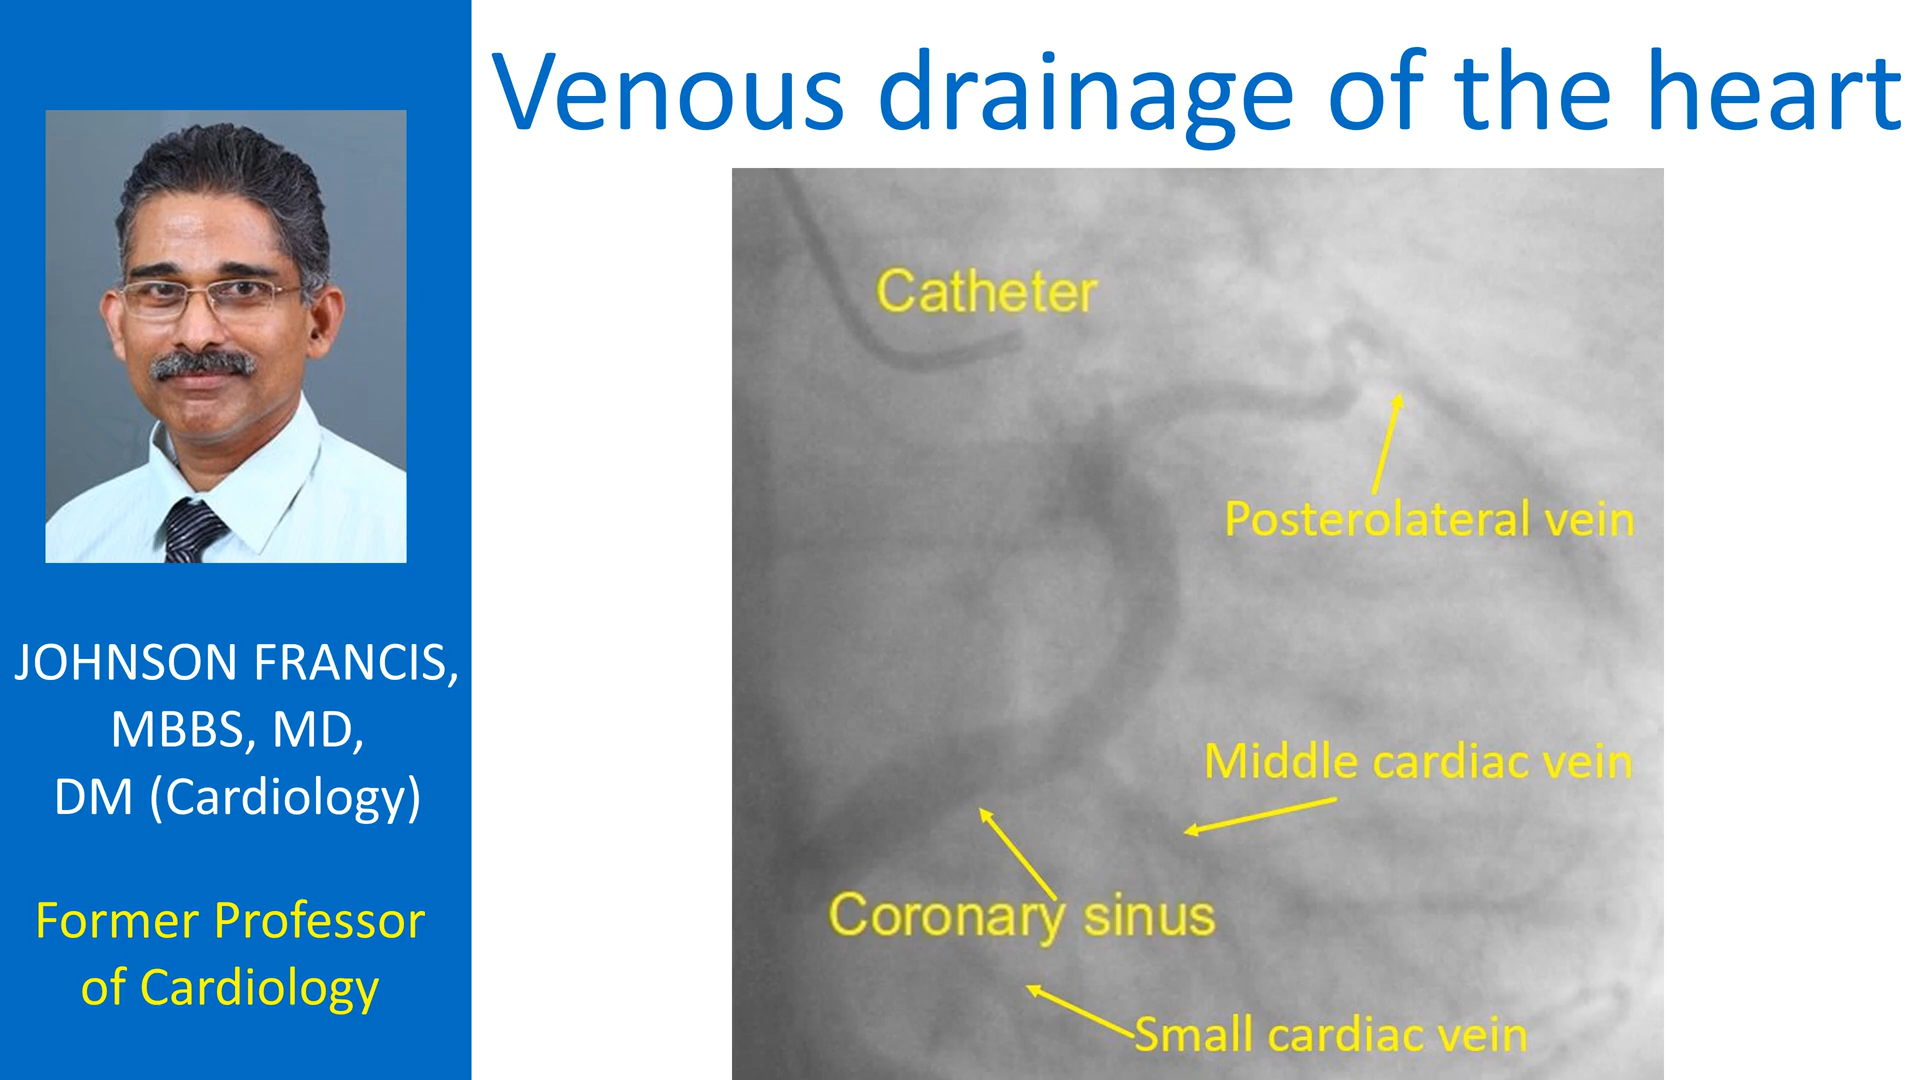 Venous drainage of the heart
JOHNSON FRANCIS,
MBBS, MD,
DM (Cardiology)
Former Professor
of Cardiology
Catheter
Posterolateral vein
Middle cardiac vein
Coronary sinus
Small cardiac vein